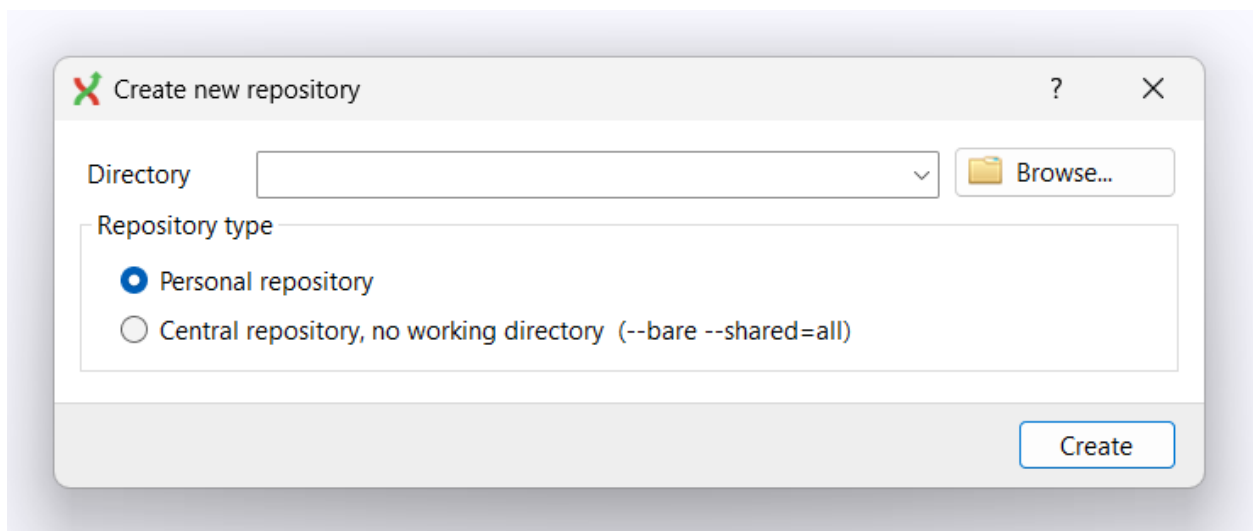 Create new repository ?
Directory Browse...
Repository type
Personal repository
Central repository, no working directory (--bare --shared=all)
Create